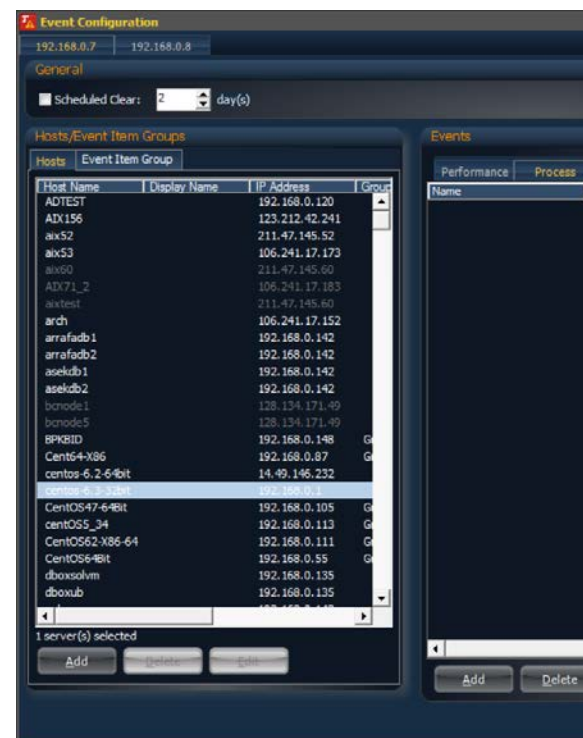 Event Configuration
192.168.0.7 192.168.0.8
General
Scheduled Clear: 2 day(s)
Hosts/Event Item Groups
Hosts Event Item Group
Host Name Display Name IP Address Group
ADTEST 192.168.0.120
AIX156 123.212.42.241
aix52 211.47.145.52
aix53 106.241.17.173
aix60 211.47.145.60
AIX71_2 106.241.17.183
aixtest 211.47.145.60
arch 106.241.17.152
arrafadb1 192.168.0.142
arrafadb2 192.168.0.142
asekdb1 192.168.0.142
asekdb2 192.168.0.142
bcnode1 128.134.171.49
bcnode5 128.134.171.49
BPKBID 192.168.0.148 Gr
Cent64-X86 192.168.0.87 Gr
centos-6.2-64bit 14.49.146.232
centos-6.3-32bit 192.168.0.1
CentOS47-64Bit 192.168.0.105 Gr
centOS5_34 192.168.0.113 Gr
CentOS62-X86-64 192.168.0.111 Gr
CentOS64Bit 192.168.0.55 Gr
dboxsolvm 192.168.0.135
dboxub 192.168.0.135
1 server(s) selected
Add Delete Edit
Events
Performance Process
Name
Add Delete